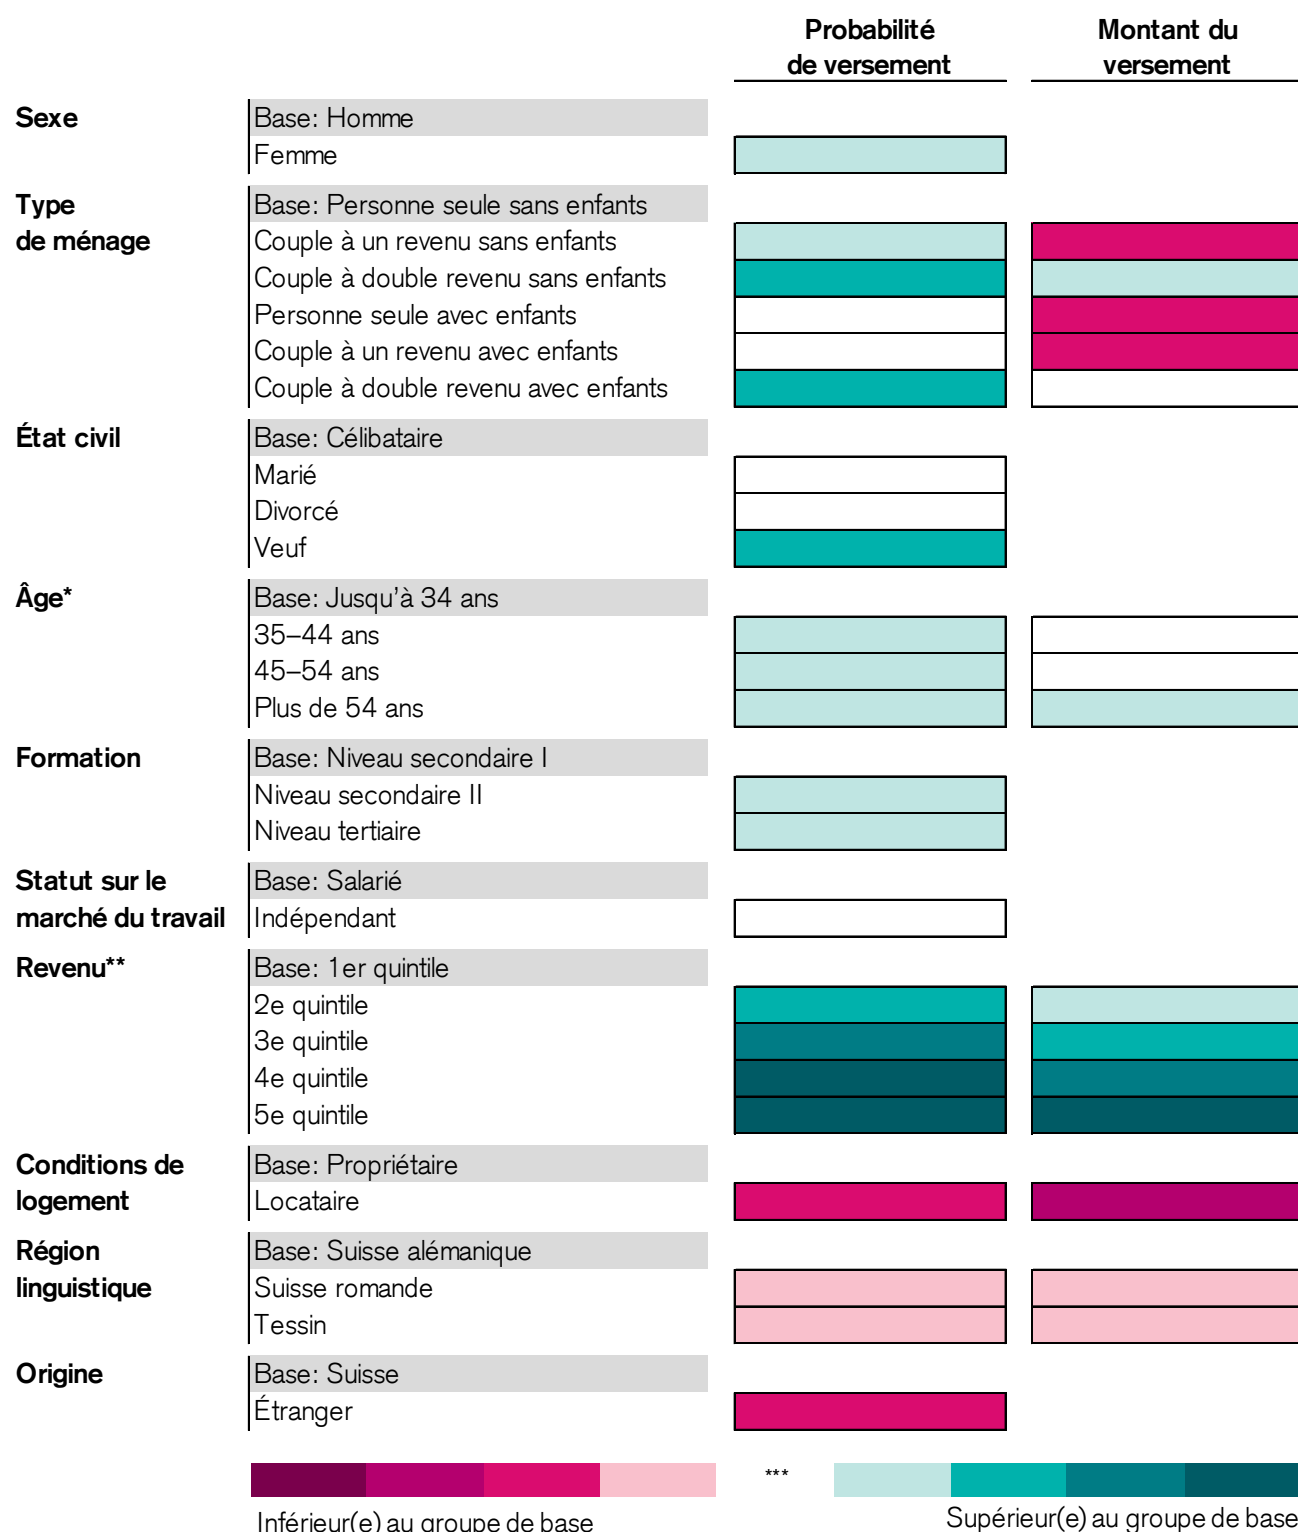 Probabilité
de versement
Montant du
versement
Sexe
Base: Homme
Femme
Type
de ménage
Base: Personne seule sans enfants
Couple à un revenu sans enfants
Couple à double revenu sans enfants
Personne seule avec enfants
Couple à un revenu avec enfants
Couple à double revenu avec enfants
État civil
Base: Célibataire
Marié
Divorcé
Veuf
Âge*
Base: Jusqu'à 34 ans
35–44 ans
45–54 ans
Plus de 54 ans
Formation
Base: Niveau secondaire I
Niveau secondaire II
Niveau tertiaire
Statut sur le
marché du travail
Base: Salarié
Indépendant
Revenu**
Base: 1er quintile
2e quintile
3e quintile
4e quintile
5e quintile
Conditions de
logement
Base: Propriétaire
Locataire
Région
linguistique
Base: Suisse alémanique
Suisse romande
Tessin
Origine
Base: Suisse
Étranger
***
Inférieur(e) au groupe de base
Supérieur(e) au groupe de base